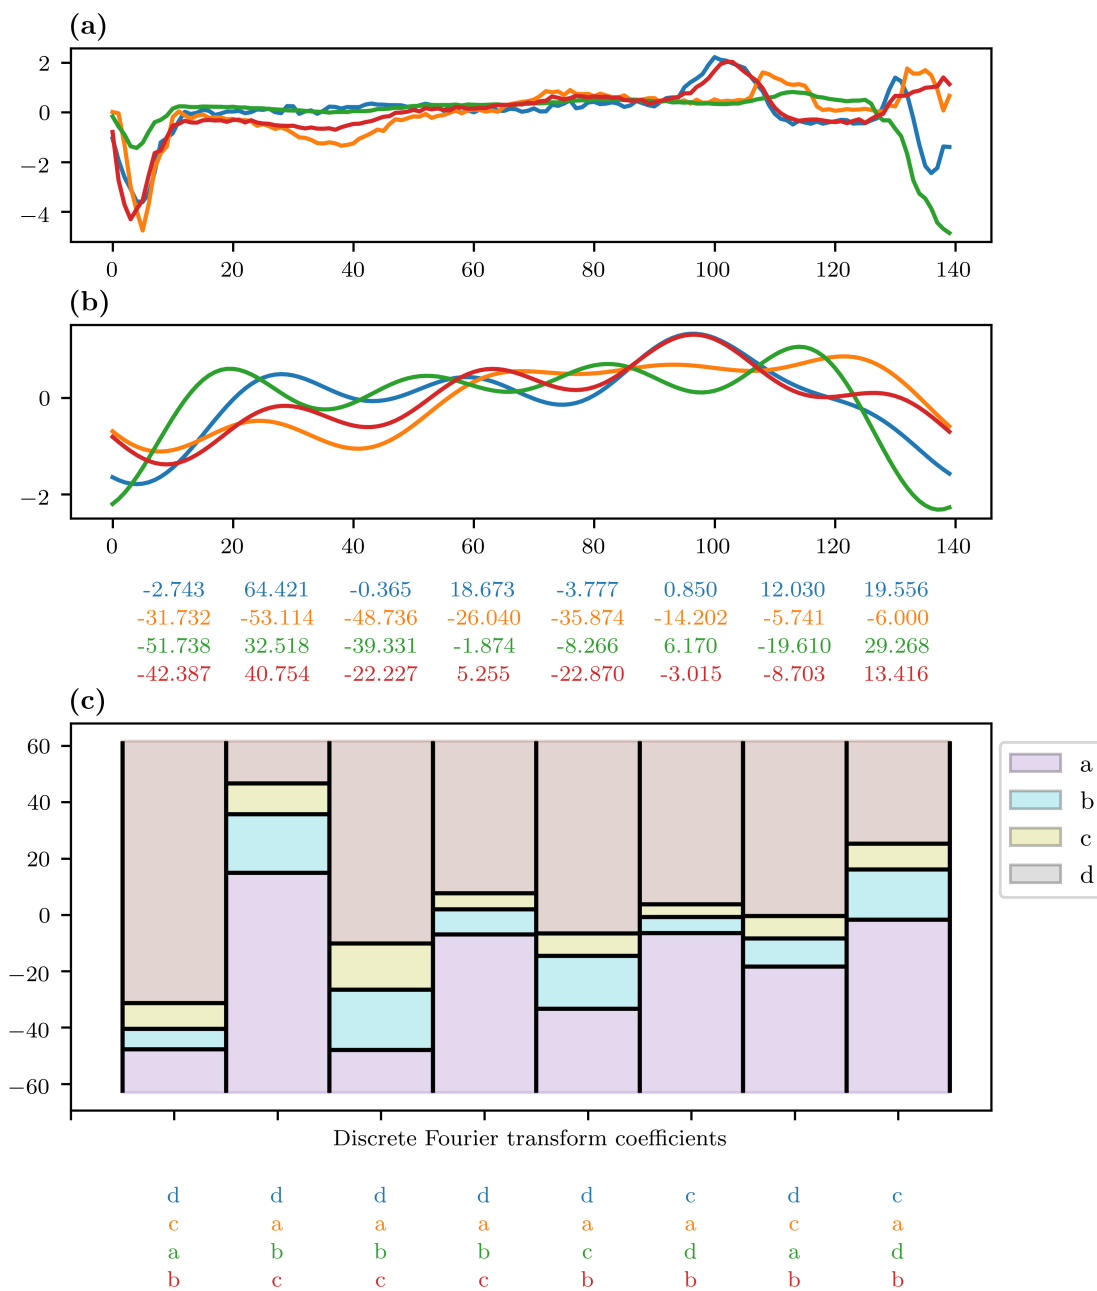 (a)
2
0
−2
−4
0 20 40 60 80 100 120 140
(b)
0
−2
0 20 40 60 80 100 120 140
-2.743 64.421 -0.365 18.673 -3.777 0.850 12.030 19.556
-31.732 -53.114 -48.736 -26.040 -35.874 -14.202 -5.741 -6.000
-51.738 32.518 -39.331 -1.874 -8.266 6.170 -19.610 29.268
-42.387 40.754 -22.227 5.255 -22.870 -3.015 -8.703 13.416
(c)
60
40
20
0
−20
−40
−60
a
b
c
d
Discrete Fourier transform coefficients
d d d d d c d c
c a a a a a c a
a b b b c d a d
b c c c b b b b